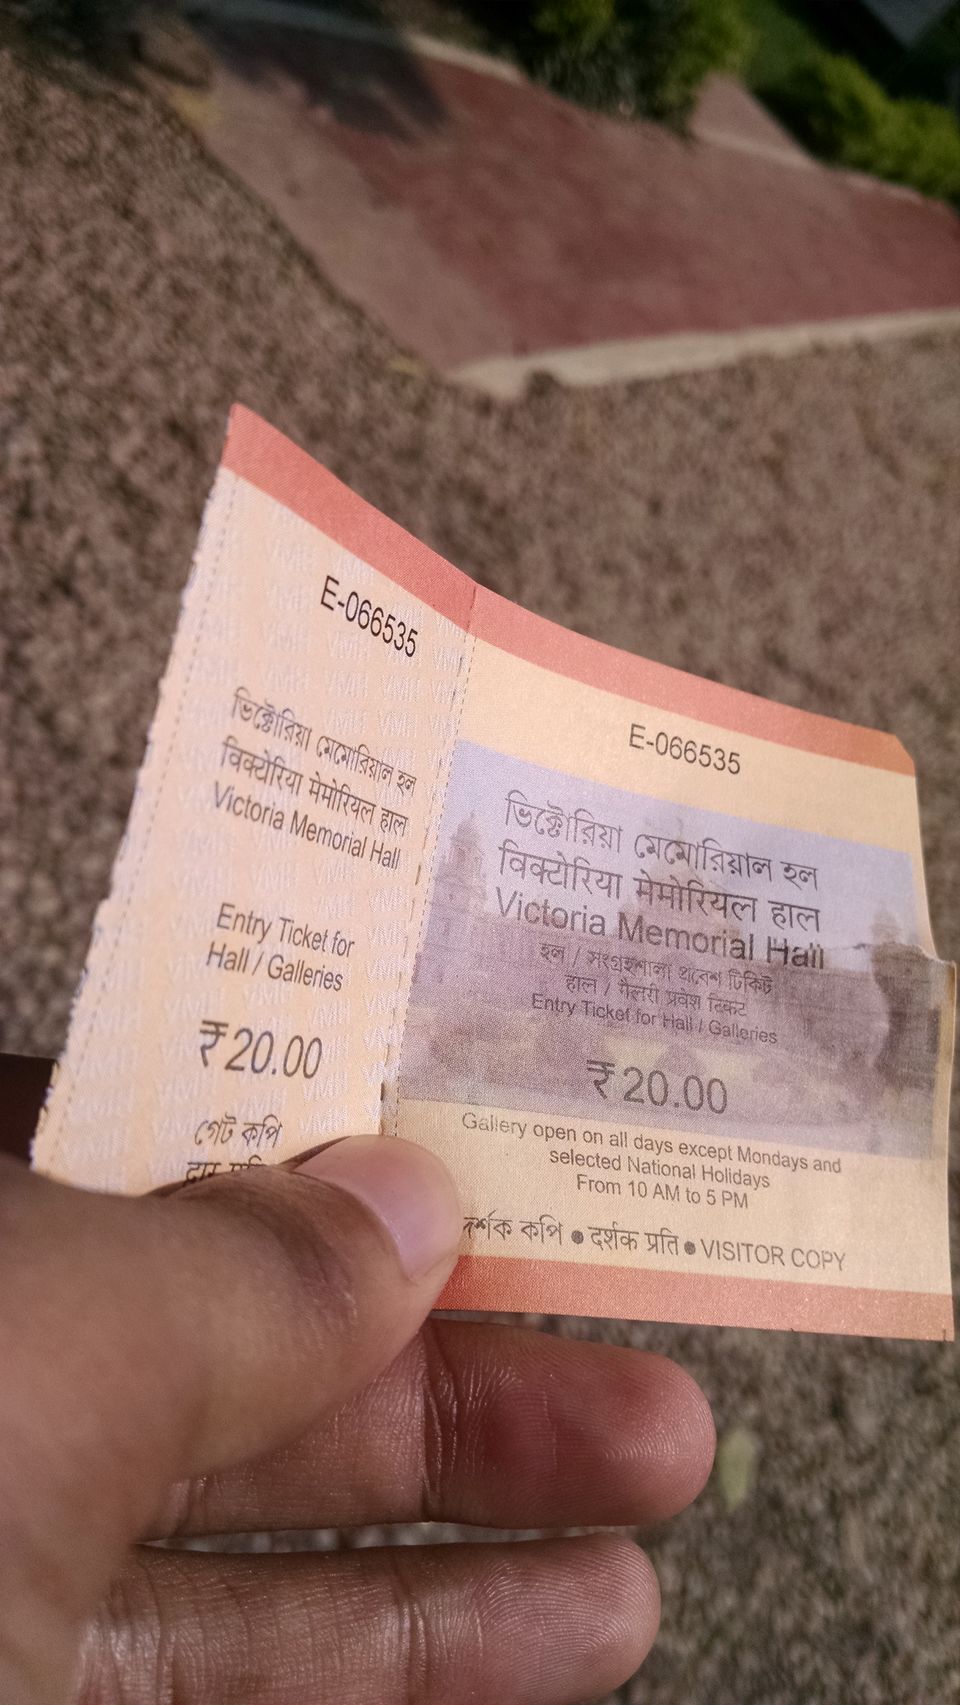 E-066535
ভিক্টোরিয়া মেমোরিয়াল হল
विक्टोरिया मेमोरियल हाल
Victoria Memorial Hall
Entry Ticket for
Hall / Galleries
₹ 20.00
গেট কপি
द्वार प्रति
E-066535
ভিক্টোরিয়া মেমোরিয়াল হল
विक्टोरिया मेमोरियल हाल
Victoria Memorial Hall
হল / সংগ্রহশালা প্রবেশ টিকিট
हाल / गैलरी प्रवेश टिकट
Entry Ticket for Hall / Galleries
₹ 20.00
Gallery open on all days except Mondays and
selected National Holidays
From 10 AM to 5 PM
দর্শক কপি ● दर्शक प्रति ● VISITOR COPY